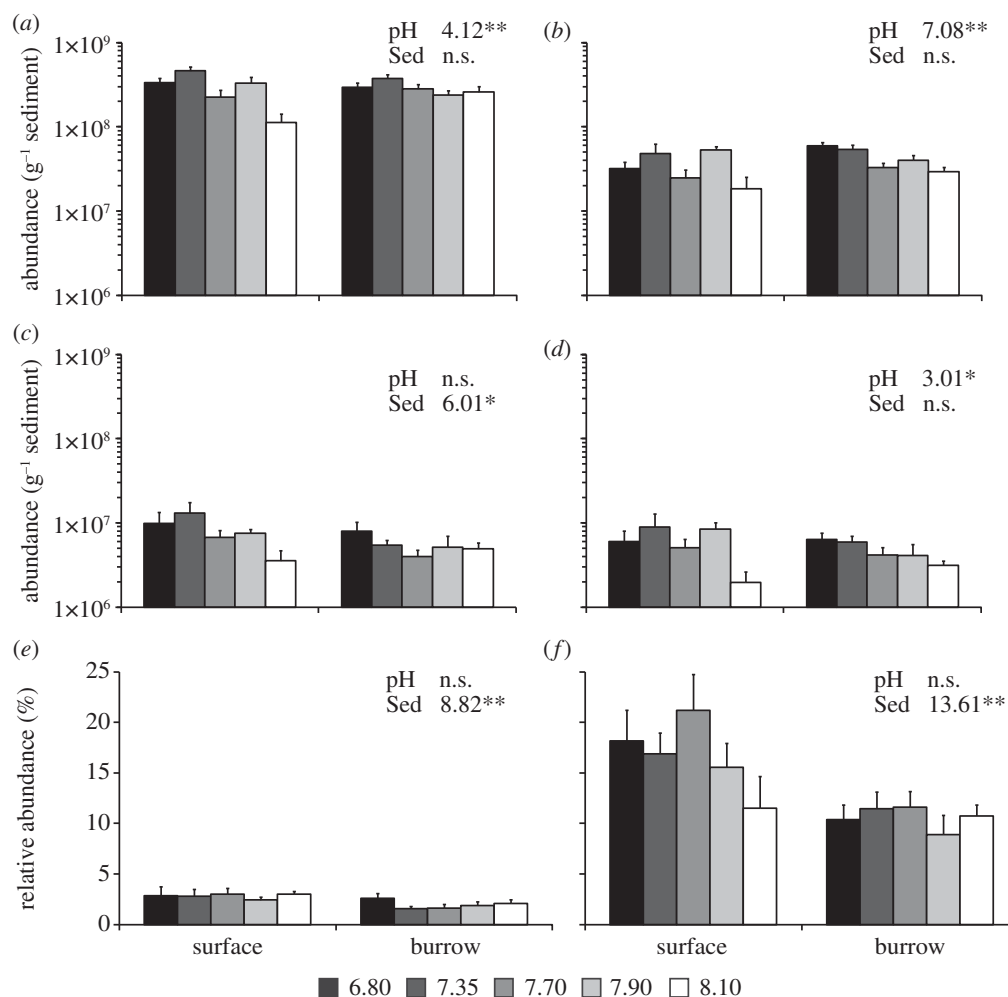 (a)
pH 4.12**
Sed n.s.
abundance (g⁻¹ sediment)
1×10⁹
1×10⁸
1×10⁷
1×10⁶
(b)
pH 7.08**
Sed n.s.
(c)
pH n.s.
Sed 6.01*
abundance (g⁻¹ sediment)
1×10⁹
1×10⁸
1×10⁷
1×10⁶
(d)
pH 3.01*
Sed n.s.
(e)
pH n.s.
Sed 8.82**
relative abundance (%)
25
20
15
10
5
0
surface burrow
(f)
pH n.s.
Sed 13.61**
surface burrow
6.80 7.35 7.70 7.90 8.10